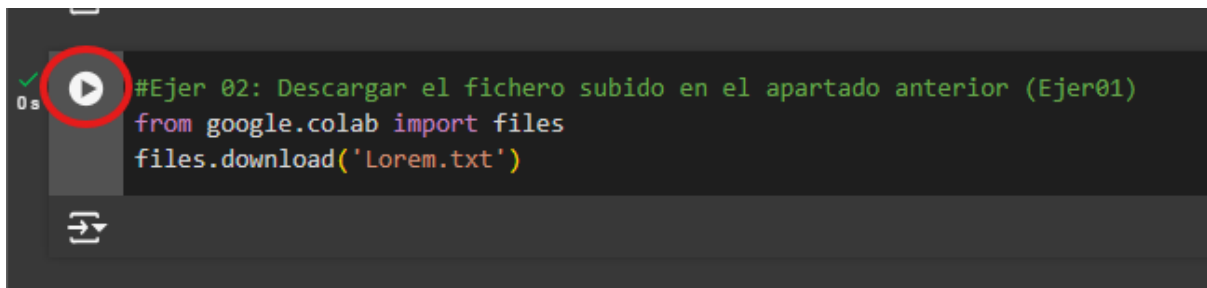 #Ejer 02: Descargar el fichero subido en el apartado anterior (Ejer01)
0s
from google.colab import files
files.download('Lorem.txt')